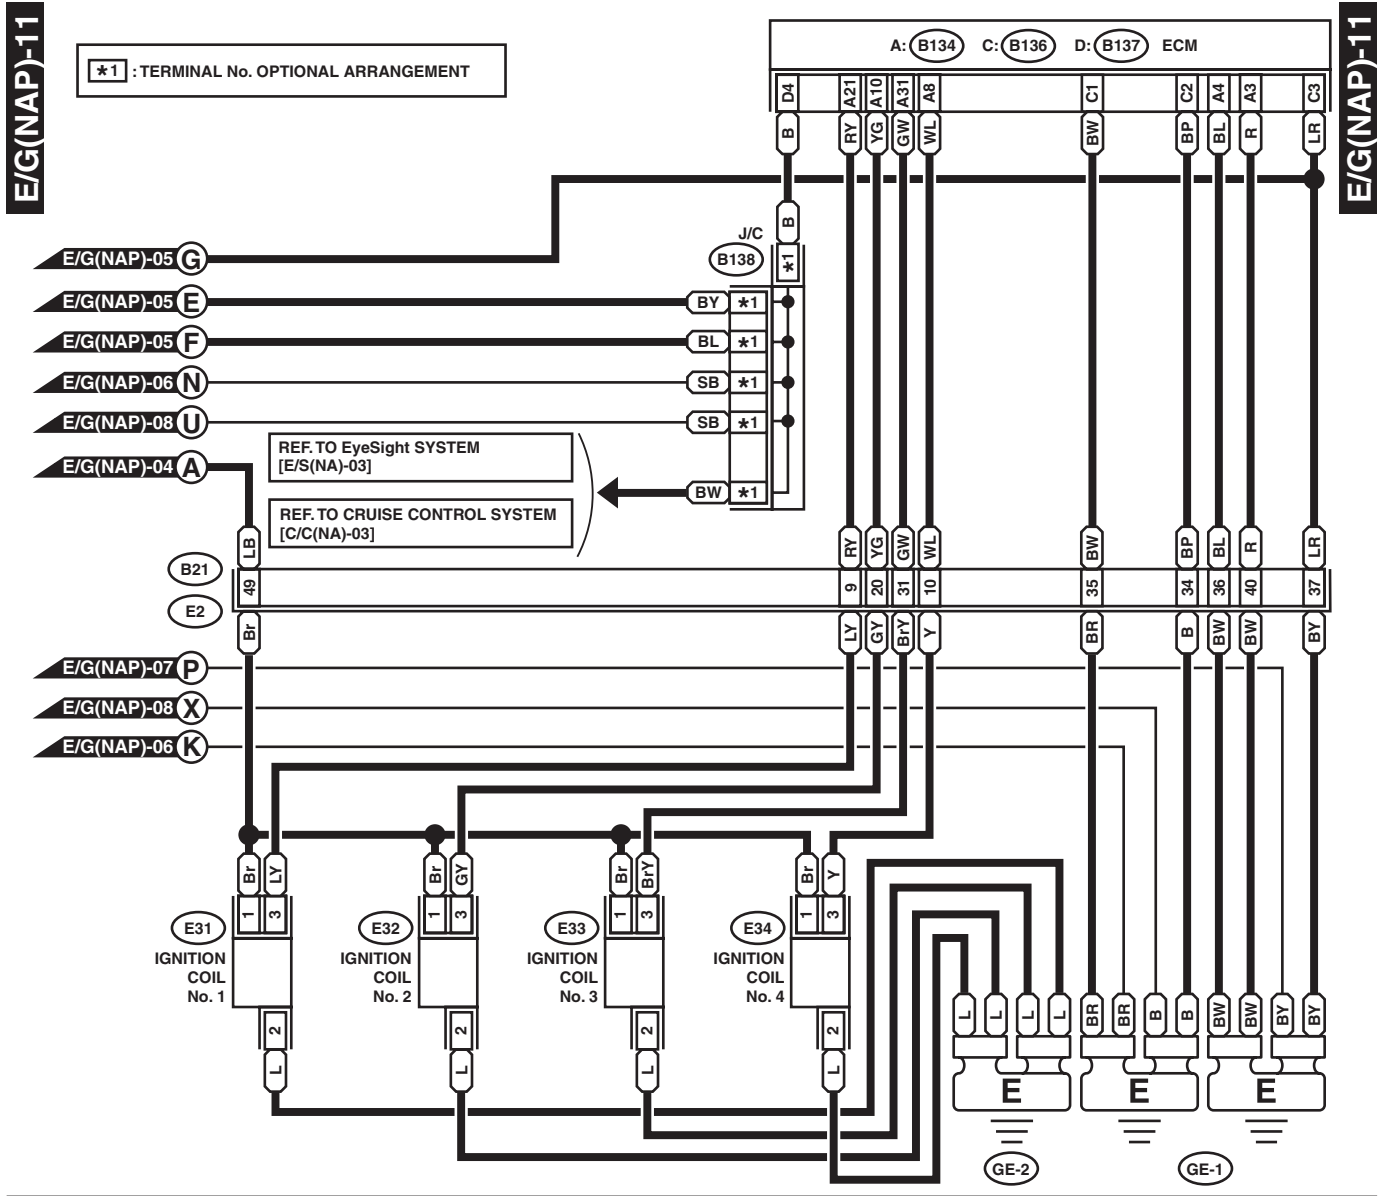 E/G(NAP)-11
E/G(NAP)-11
*1 : TERMINAL No. OPTIONAL ARRANGEMENT
A: B134 C: B136 D: B137 ECM
D4 A21 A10 A31 A8 C1 C2 A4 A3 C3
B RY YG GW WL BW BP BL R LR
B
J/C
B138
*1
E/G(NAP)-05 G
E/G(NAP)-05 E BY *1
E/G(NAP)-05 F BL *1
E/G(NAP)-06 N SB *1
E/G(NAP)-08 U SB *1
E/G(NAP)-04 A
REF. TO EyeSight SYSTEM
[E/S(NA)-03]
BW *1
REF. TO CRUISE CONTROL SYSTEM
[C/C(NA)-03]
LB RY YG GW WL BW BP BL R LR
B21
49 9 20 31 10 35 34 36 40 37
E2
Br LY GY BrY Y BR B BW BW BY
E/G(NAP)-07 P
E/G(NAP)-08 X
E/G(NAP)-06 K
Br LY Br GY Br BrY Br Y
1 3 1 3 1 3 1 3
E31 E32 E33 E34
IGNITION COIL No. 1
IGNITION COIL No. 2
IGNITION COIL No. 3
IGNITION COIL No. 4
2 2 2 2
L L L L
L L L L BR BR B B BW BW BY BY
E E E
GE-2 GE-1